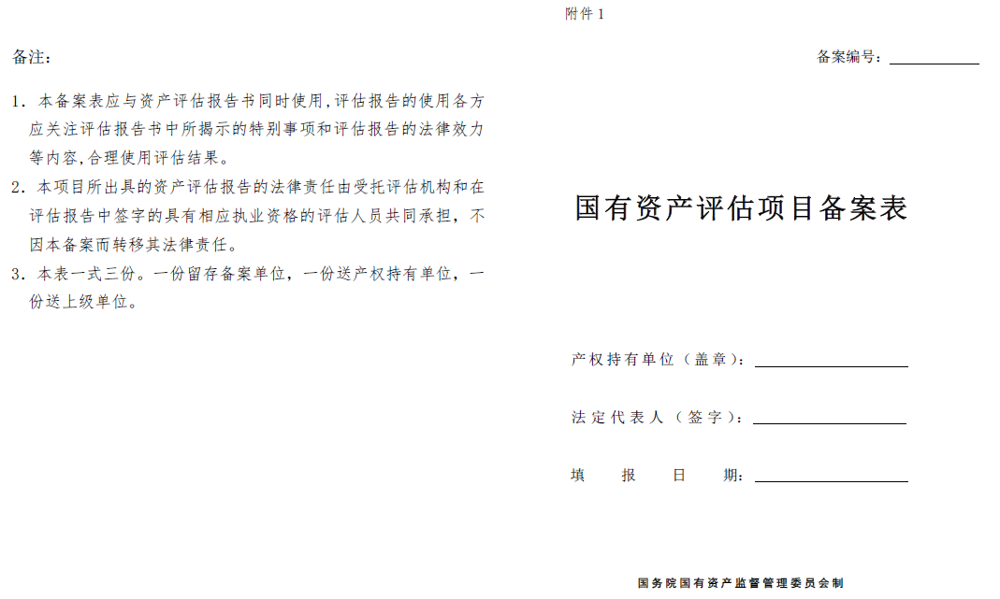 备注：
1. 本备案表应与资产评估报告书同时使用,评估报告的使用各方
应关注评估报告书中所揭示的特别事项和评估报告的法律效力
等内容,合理使用评估结果。
2. 本项目所出具的资产评估报告的法律责任由受托评估机构和在
评估报告中签字的具有相应执业资格的评估人员共同承担，不
因本备案而转移其法律责任。
3. 本表一式三份。一份留存备案单位，一份送产权持有单位，一
份送上级单位。
附件 1
备案编号：
国有资产评估项目备案表
产权持有单位（盖章）：
法定代表人（签字）：
填 报 日 期：
国务院国有资产监督管理委员会制